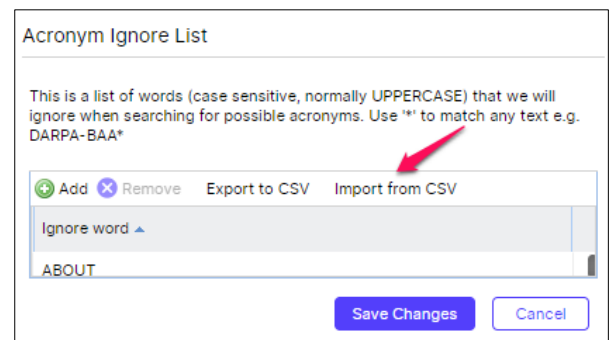 Acronym Ignore List
This is a list of words (case sensitive, normally UPPERCASE) that we will
ignore when searching for possible acronyms. Use '*' to match any text e.g.
DARPA-BAA*
Add Remove Export to CSV Import from CSV
Ignore word
ABOUT
Save Changes Cancel